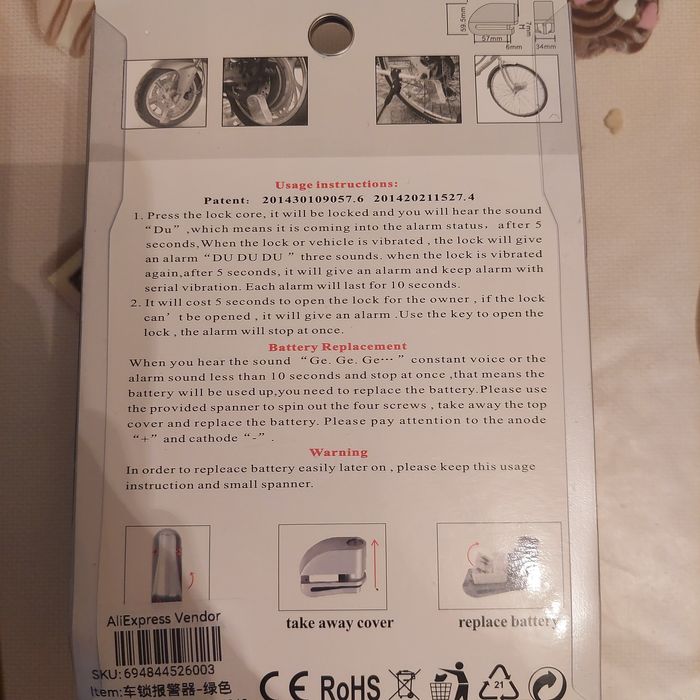 59.5mm
57mm
6mm
H
7mm
34mm
Usage instructions:
Patent: 201430109057.6 201420211527.4
1. Press the lock core, it will be locked and you will hear the sound
“Du” ,which means it is coming into the alarm status, after 5
seconds,When the lock or vehicle is vibrated , the lock will give
an alarm “DU DU DU ” three sounds. when the lock is vibrated
again,after 5 seconds, it will give an alarm and keep alarm with
serial vibration. Each alarm will last for 10 seconds.
2. It will cost 5 seconds to open the lock for the owner , if the lock
can’ t be opened , it will give an alarm .Use the key to open the
lock , the alarm will stop at once.
Battery Replacement
When you hear the sound “Ge. Ge. Ge··· ” constant voice or the
alarm sound less than 10 seconds and stop at once ,that means the
battery will be used up,you need to replace the battery.Please use
the provided spanner to spin out the four screws , take away the top
cover and replace the battery. Please pay attention to the anode
“+” and cathode “-” .
Warning
In order to repleace battery easily later on , please keep this usage
instruction and small spanner.
take away cover
replace battery
AliExpress Vendor
SKU: 694844526003
Item:车锁报警器-绿色
CE RoHS
21